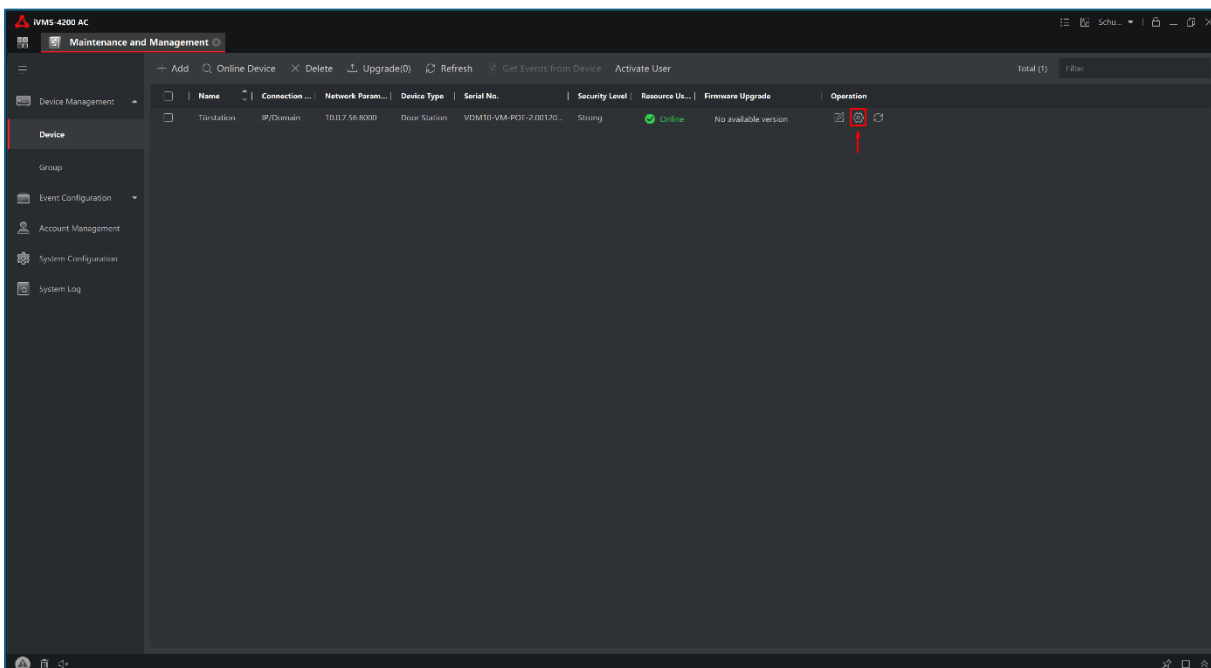 iVMS-4200 AC
Schu...
Maintenance and Management
Add Online Device Delete Upgrade(0) Refresh Get Events from Device Activate User Total (1) Filter
Device Management
Name Connection ... Network Param... Device Type Serial No. Security Level Resource Us... Firmware Upgrade Operation
Türstation IP/Domain 10.0.7.56:8000 Door Station VDM10-VM-POE-2.00120... Strong Online No available version
Device
Group
Event Configuration
Account Management
System Configuration
System Log